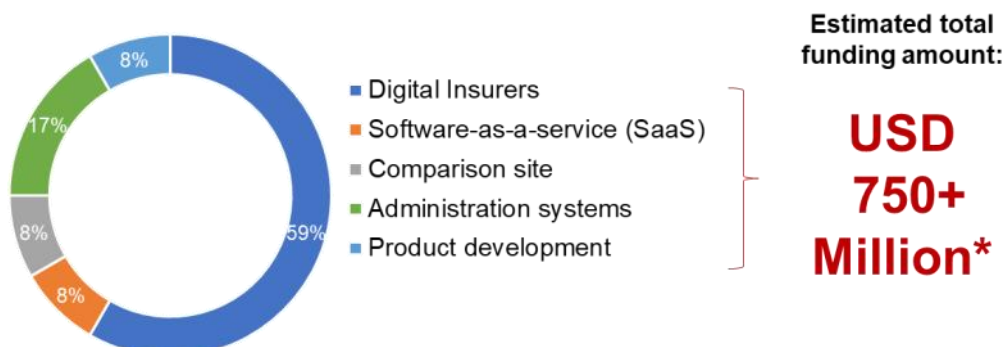 8%
17%
8%
8%
59%
Digital Insurers
Software-as-a-service (SaaS)
Comparison site
Administration systems
Product development
Estimated total
funding amount:
USD
750+
Million*